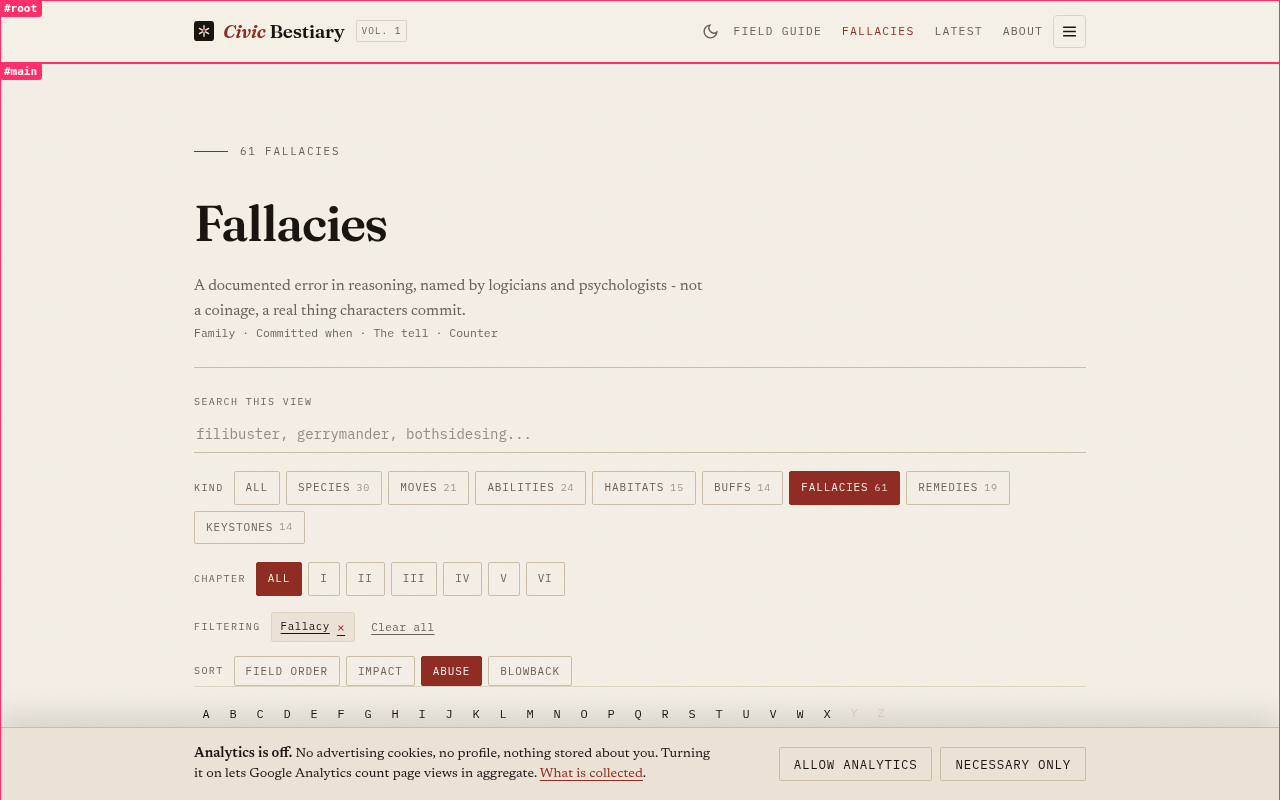 #root
Civic Bestiary VOL. 1 FIELD GUIDE FALLACIES LATEST ABOUT
#main
61 FALLACIES
Fallacies
A documented error in reasoning, named by logicians and psychologists - not
a coinage, a real thing characters commit.
Family · Committed when · The tell · Counter
SEARCH THIS VIEW
filibuster, gerrymander, bothsidesing...
KIND ALL SPECIES 30 MOVES 21 ABILITIES 24 HABITATS 15 BUFFS 14 FALLACIES 61 REMEDIES 19
KEYSTONES 14
CHAPTER ALL I II III IV V VI
FILTERING Fallacy × Clear all
SORT FIELD ORDER IMPACT ABUSE BLOWBACK
A B C D E F G H I J K L M N O P Q R S T U V W X Y Z
Analytics is off. No advertising cookies, no profile, nothing stored about you. Turning
it on lets Google Analytics count page views in aggregate. What is collected.
ALLOW ANALYTICS NECESSARY ONLY